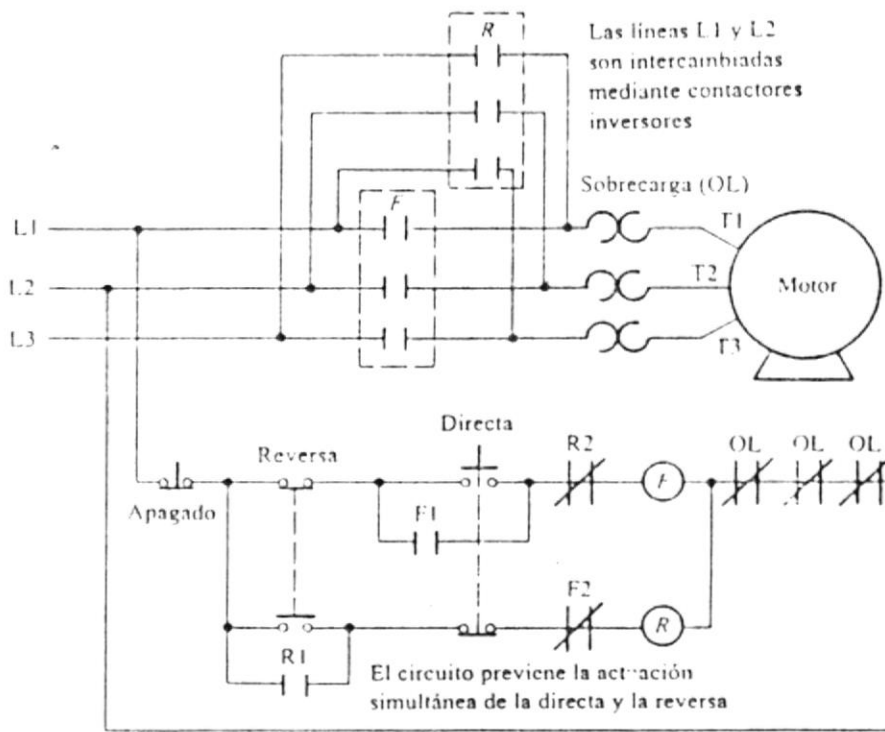 R
Las líneas L1 y L2
son intercambiadas
mediante contactores
inversores
F
Sobrecarga (OL)
L1
T1
L2
T2
Motor
L3
T3
Directa
Reversa
R2
OL
OL
OL
F
Apagado
F1
F2
R
R1
El circuito previene la actuación
simultánea de la directa y la reversa